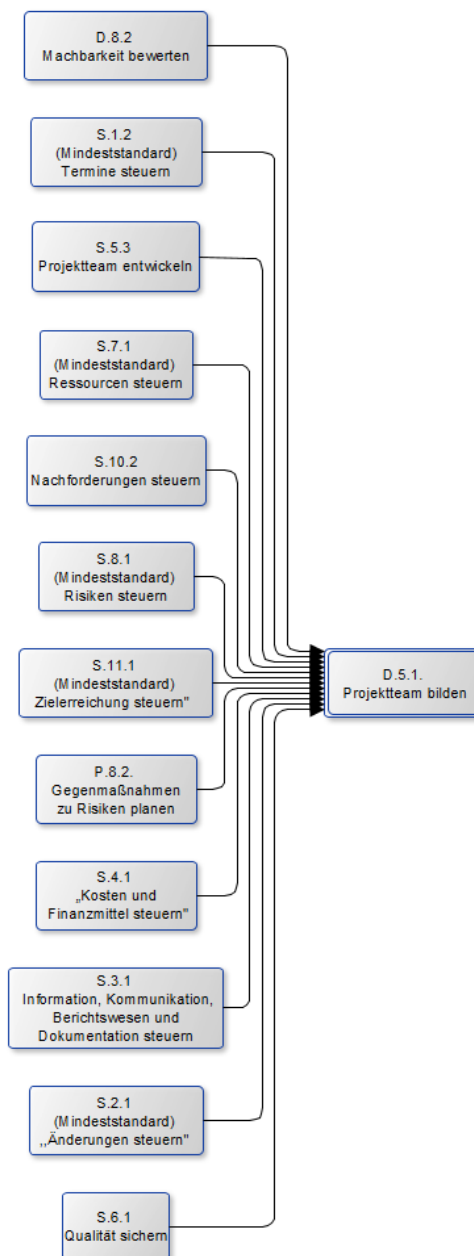 D.8.2
Machbarkeit bewerten
S.1.2
(Mindeststandard)
Termine steuern
S.5.3
Projektteam entwickeln
S.7.1
(Mindeststandard)
Ressourcen steuern
S.10.2
Nachforderungen steuern
S.8.1
(Mindeststandard)
Risiken steuern
S.11.1
(Mindeststandard)
Zielerreichung steuern"
D.5.1.
Projektteam bilden
P.8.2.
Gegenmaßnahmen
zu Risiken planen
S.4.1
„Kosten und
Finanzmittel steuern"
S.3.1
Information, Kommunikation,
Berichtswesen und
Dokumentation steuern
S.2.1
(Mindeststandard)
,,Änderungen steuern"
S.6.1
Qualität sichern